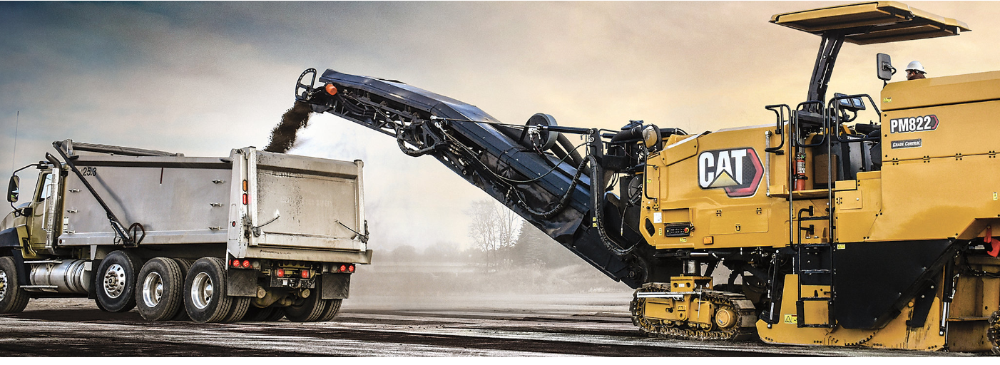 25.3
CAT
PM822
GRADE CONTROL